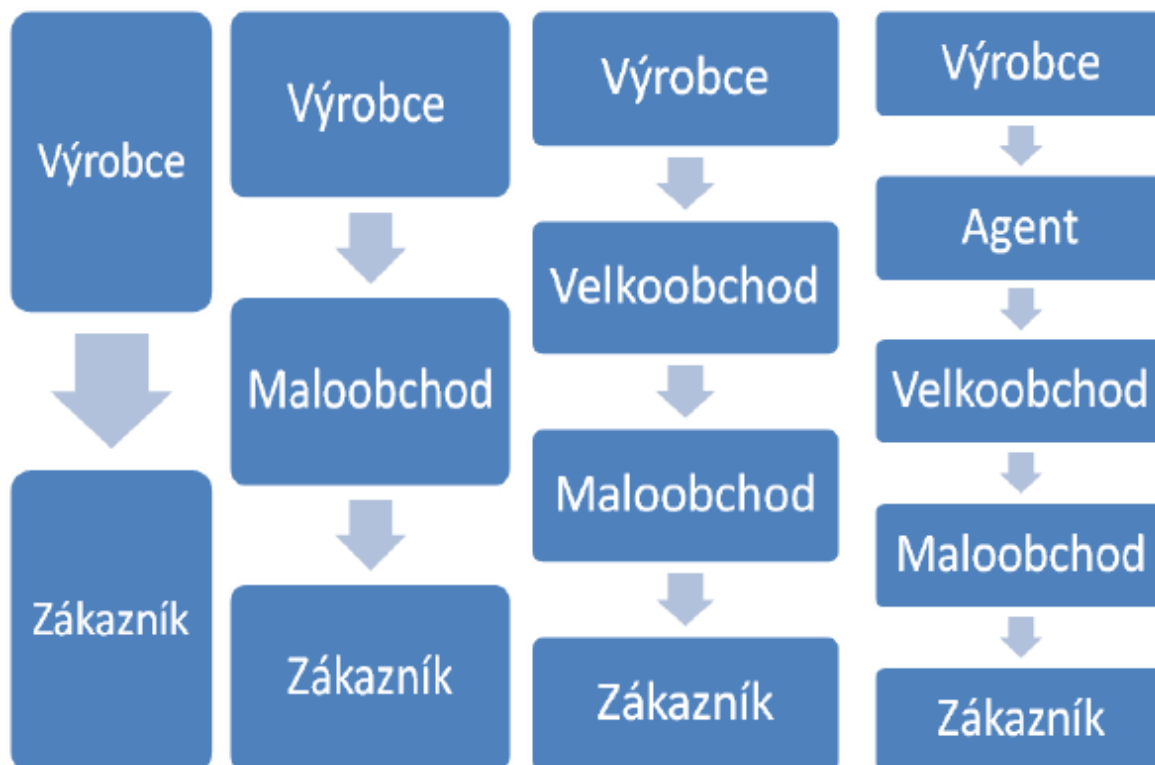 Výrobce
Zákazník
Výrobce
Maloobchod
Zákazník
Výrobce
Velkoobchod
Maloobchod
Zákazník
Výrobce
Agent
Velkoobchod
Maloobchod
Zákazník